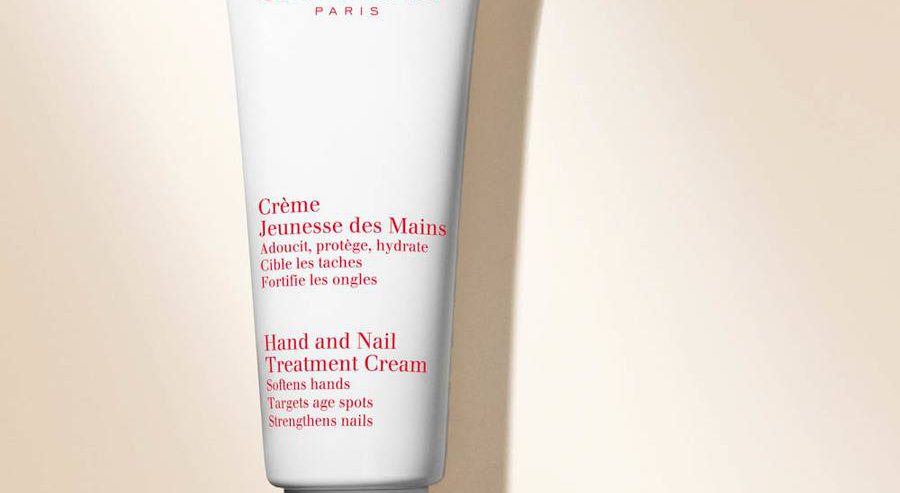 PARIS
Crème
Jeunesse des Mains
Adoucit, protège, hydrate
Cible les taches
Fortifie les ongles
Hand and Nail
Treatment Cream
Softens hands
Targets age spots
Strengthens nails